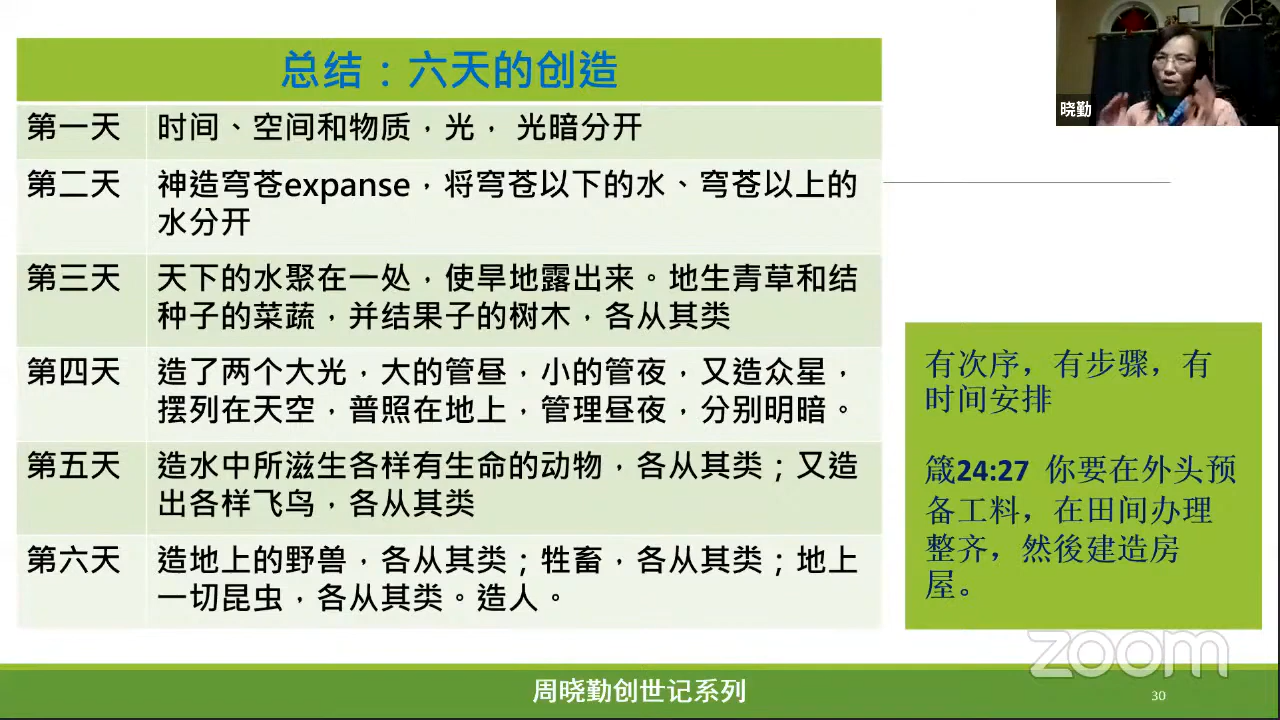 总结：六天的创造
第一天
时间、空间和物质，光， 光暗分开
第二天
神造穹苍expanse，将穹苍以下的水、穹苍以上的
水分开
第三天
天下的水聚在一处，使旱地露出来。地生青草和结
种子的菜蔬，并结果子的树木，各从其类
第四天
造了两个大光，大的管昼，小的管夜，又造众星，
摆列在天空，普照在地上，管理昼夜，分别明暗。
第五天
造水中所滋生各样有生命的动物，各从其类；又造
出各样飞鸟，各从其类
第六天
造地上的野兽，各从其类；牲畜，各从其类；地上
一切昆虫，各从其类。造人。
晓勤
有次序，有步骤，有
时间安排
箴24:27 你要在外头预
备工料，在田间办理
整齐，然後建造房
屋。
zoom
周晓勤创世记系列
30